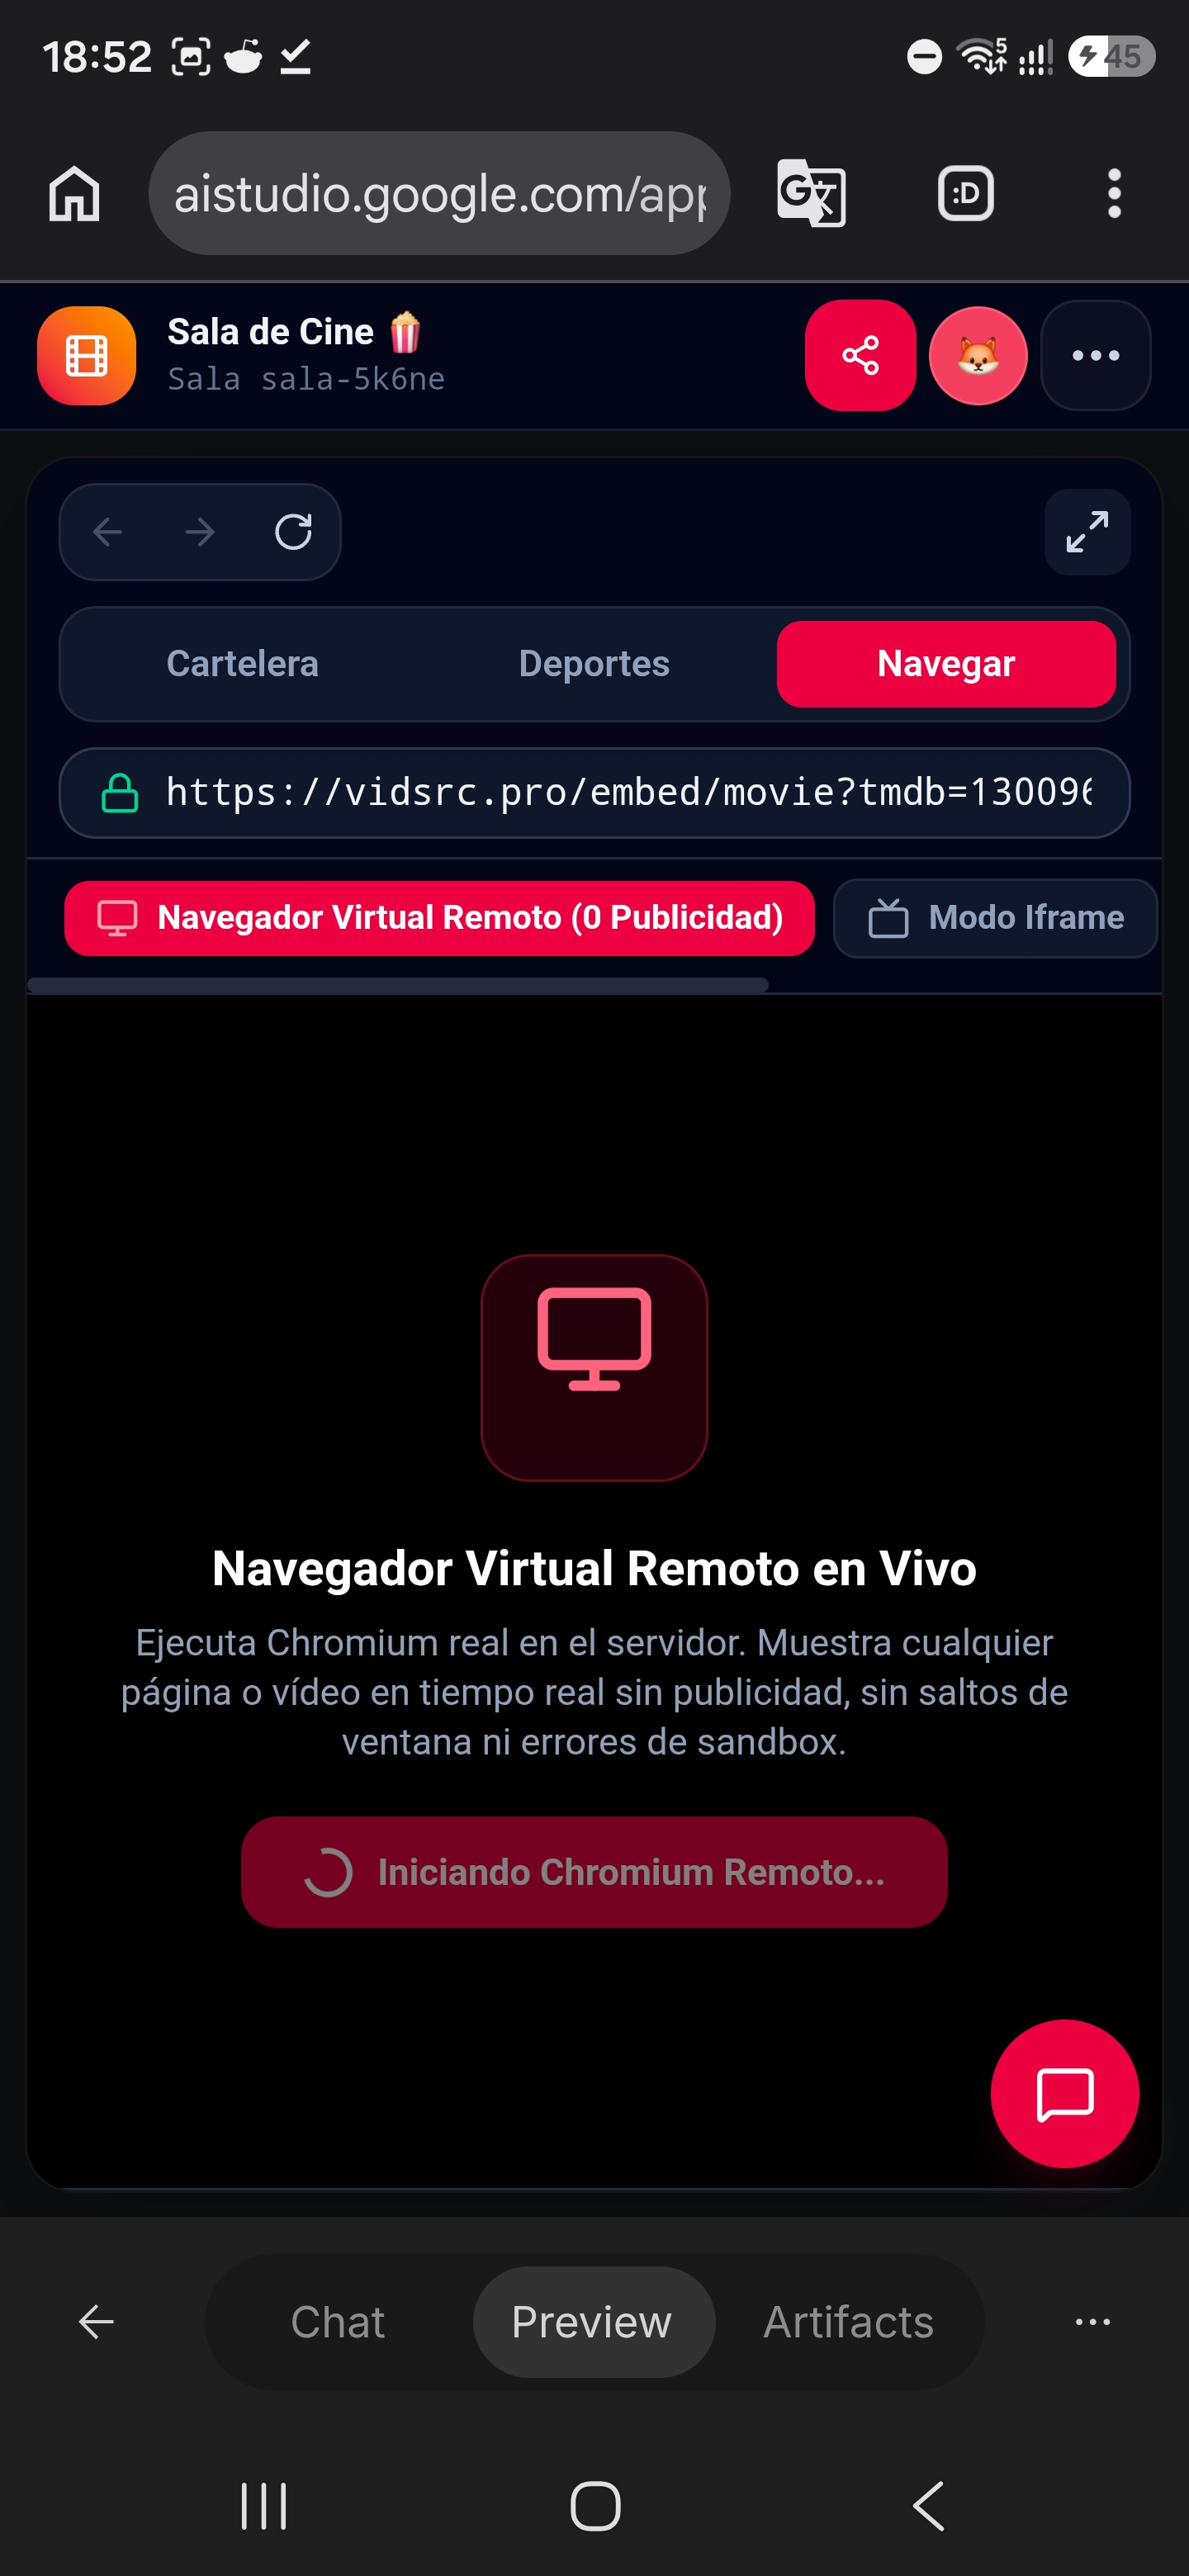 18:52
5
45
aistudio.google.com/app
:D
Sala de Cine
Sala sala-5k6ne
Cartelera
Deportes
Navegar
https://vidsrc.pro/embed/movie?tmdb=130096
Navegador Virtual Remoto (0 Publicidad)
Modo Iframe
Navegador Virtual Remoto en Vivo
Ejecuta Chromium real en el servidor. Muestra cualquier
página o vídeo en tiempo real sin publicidad, sin saltos de
ventana ni errores de sandbox.
Iniciando Chromium Remoto...
Chat
Preview
Artifacts